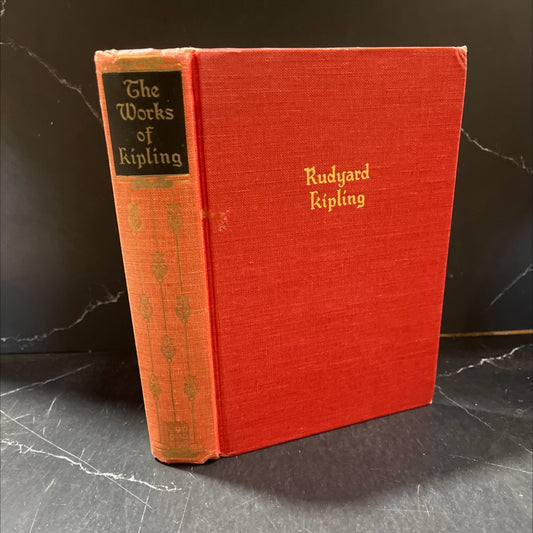 The
Works
of
Kipling
Rudyard
Kipling